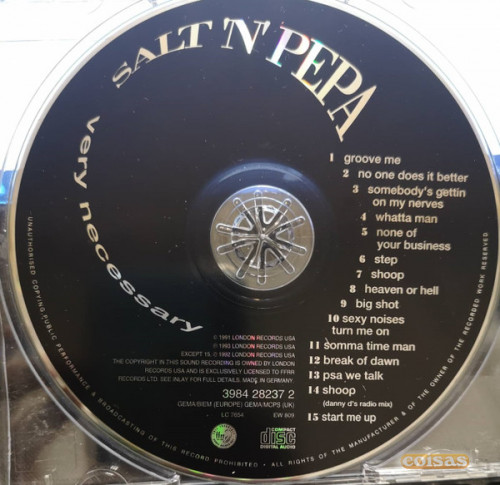 SALT 'N' PEPA
very necessary
1 groove me
2 no one does it better
3 somebody's gettin
on my nerves
4 whatta man
5 none of
your business
6 step
7 shoop
8 heaven or hell
9 big shot
10 sexy noises
turn me on
11 somma time man
12 break of dawn
13 psa we talk
14 shoop
(danny d's radio mix)
15 start me up
℗ 1991 LONDON RECORDS USA
© 1993 LONDON RECORDS USA
EXCEPT 15: ℗ 1992 LONDON RECORDS USA
THE COPYRIGHT IN THIS SOUND RECORDING IS OWNED BY LONDON
RECORDS USA AND IS EXCLUSIVELY LICENSED TO FFRR
RECORDS LTD. SEE INLAY FOR FULL DETAILS. MADE IN GERMANY.
3984 28237 2
GEMA/BIEM (EUROPE) GEMA/MCPS (UK)
LC 7654 EW 809
COMPACT
disc
DIGITAL AUDIO
UNAUTHORISED COPYING, PUBLIC PERFORMANCE & BROADCASTING OF THIS RECORD PROHIBITED · ALL RIGHTS OF THE MANUFACTURER & OF THE OWNER OF THE RECORDED WORK RESERVED
coisas